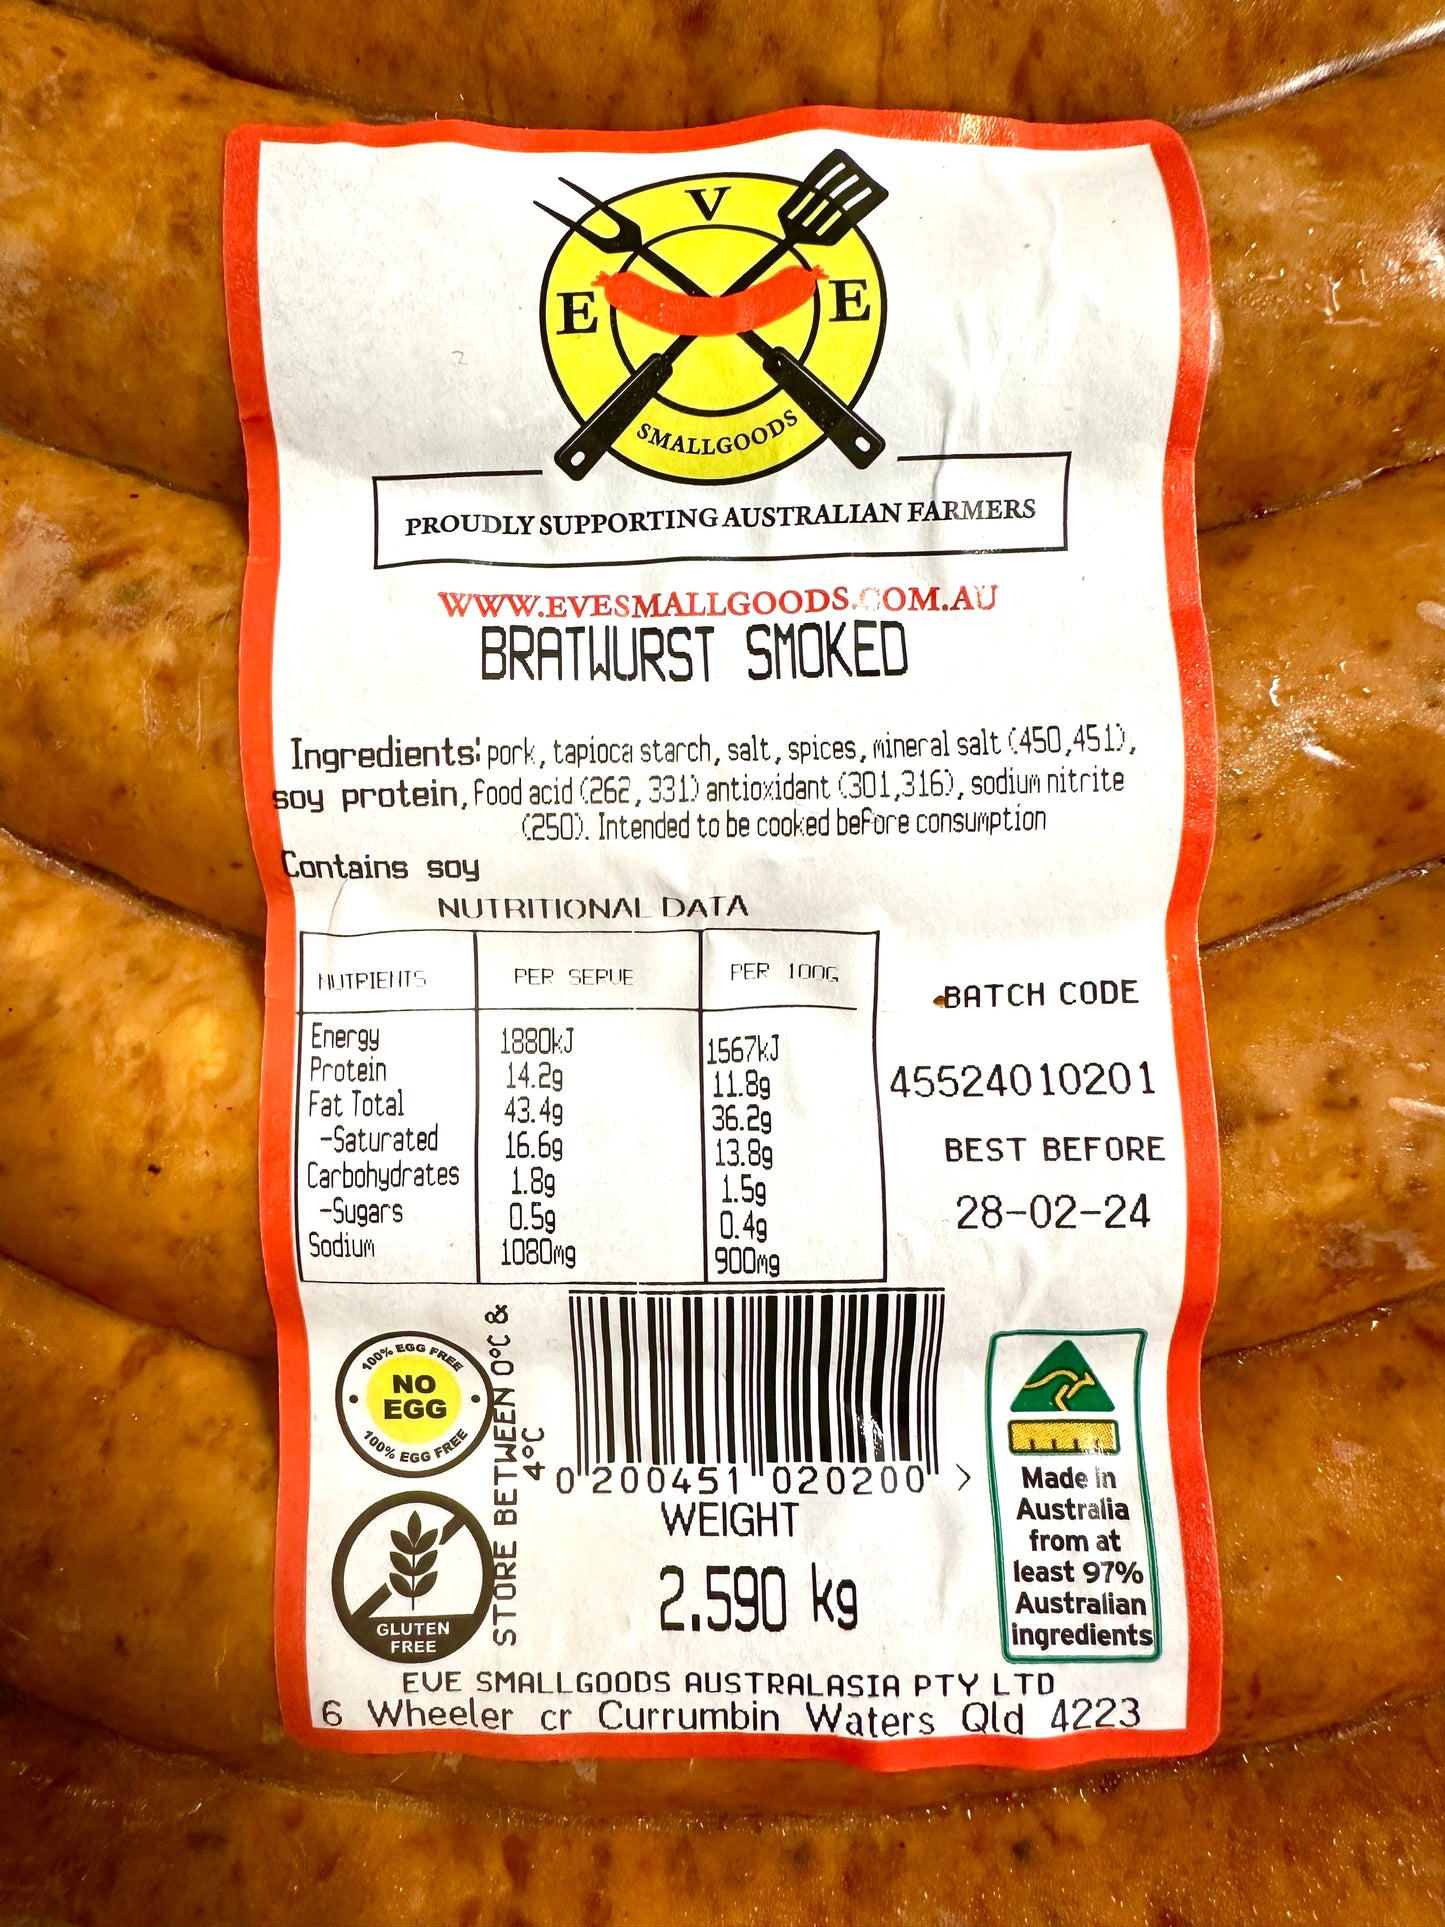 E V E
SMALLGOODS
PROUDLY SUPPORTING AUSTRALIAN FARMERS
WWW.EVESMALLGOODS.COM.AU
BRATWURST SMOKED
Ingredients: pork, tapioca starch, salt, spices, mineral salt (450,451),
soy protein, food acid (262, 331) antioxidant (301,316), sodium nitrite
(250). Intended to be cooked before consumption
Contains soy
NUTRITIONAL DATA
NUTRIENTS PER SERVE PER 100G
Energy 1880kJ 1567kJ
Protein 14.2g 11.8g
Fat Total 43.4g 36.2g
-Saturated 16.6g 13.8g
Carbohydrates 1.8g 1.5g
-Sugars 0.5g 0.4g
Sodium 1080mg 900mg
BATCH CODE
45524010201
BEST BEFORE
28-02-24
100% EGG FREE
NO
EGG
100% EGG FREE
GLUTEN
FREE
STORE BETWEEN 0°C &
4°C
0 200451 020200 >
WEIGHT
2.590 kg
Made in
Australia
from at
least 97%
Australian
ingredients
EVE SMALLGOODS AUSTRALASIA PTY LTD
6 Wheeler cr Currumbin Waters Qld 4223